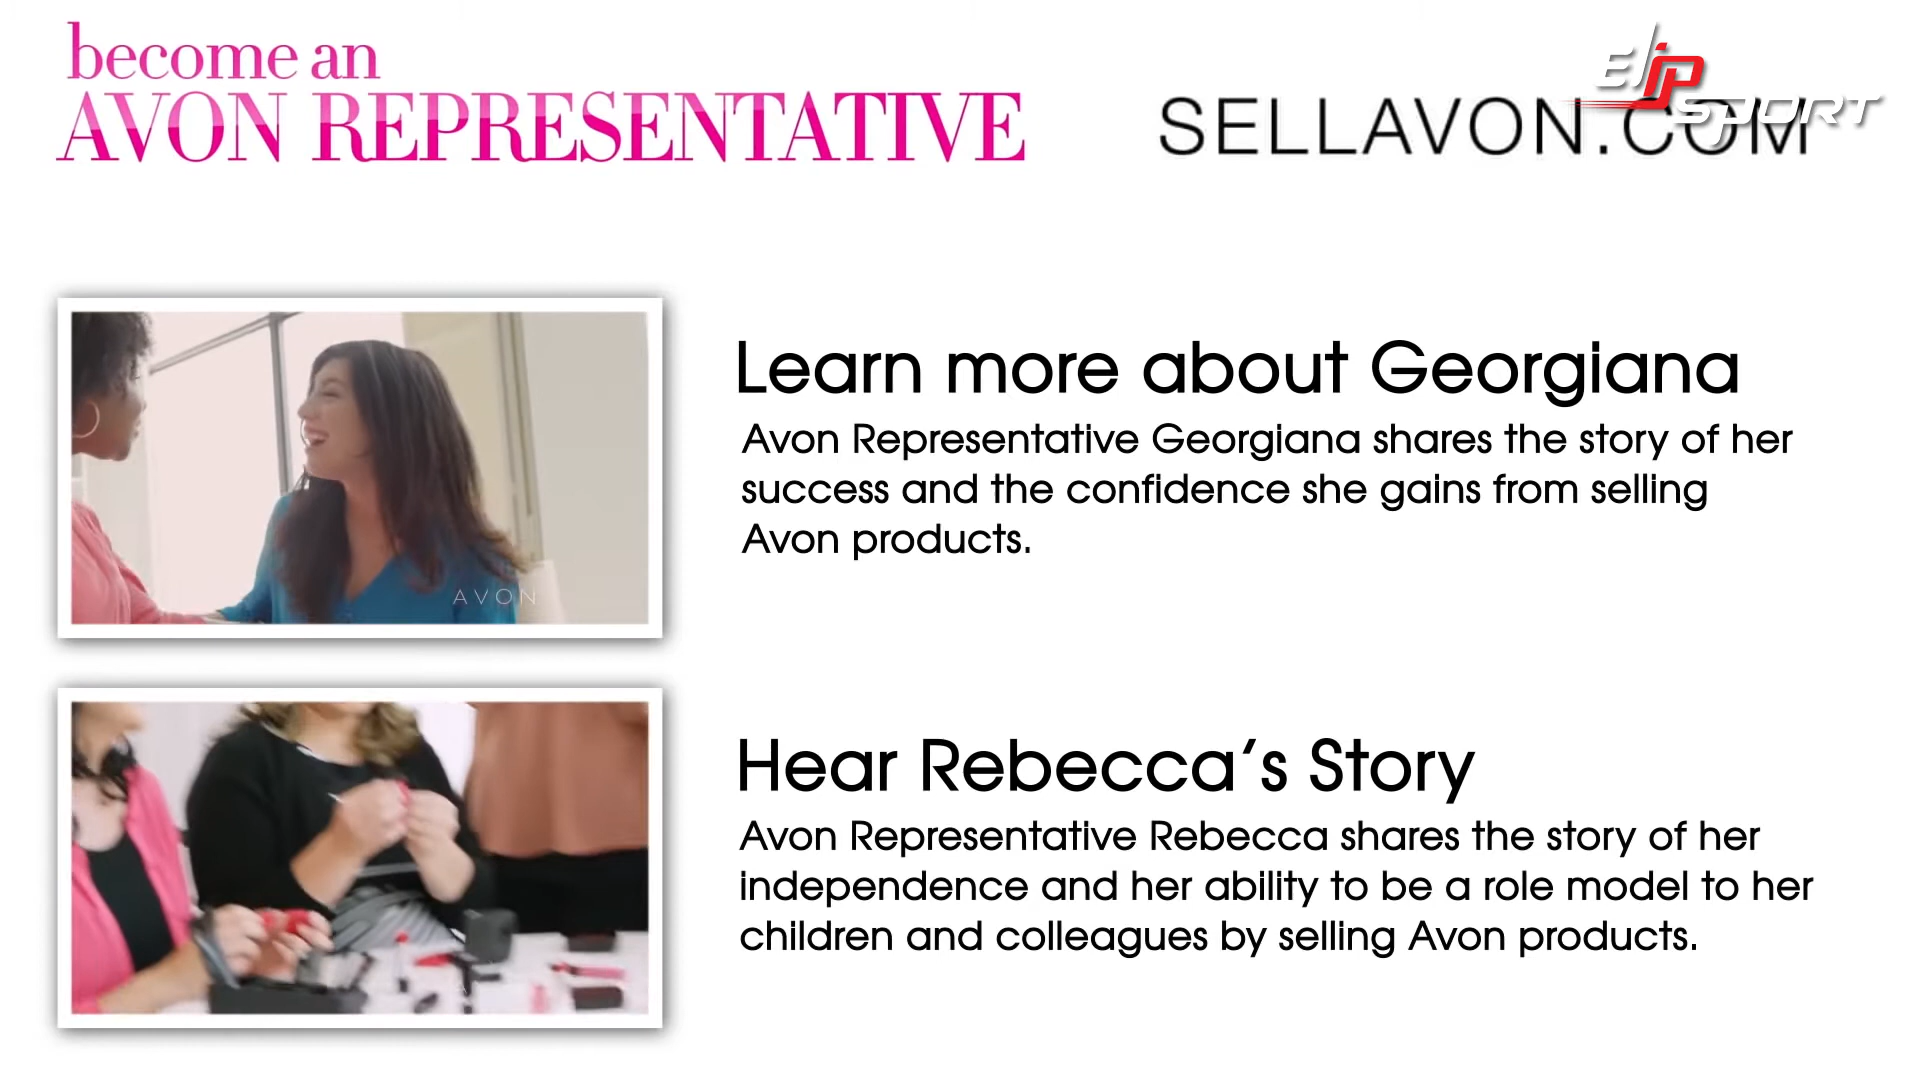 become an
AVON REPRESENTATIVE
SELLAVON.COM
SPORT
Learn more about Georgiana
Avon Representative Georgiana shares the story of her
success and the confidence she gains from selling
Avon products.
AVON
Hear Rebecca's Story
Avon Representative Rebecca shares the story of her
independence and her ability to be a role model to her
children and colleagues by selling Avon products.